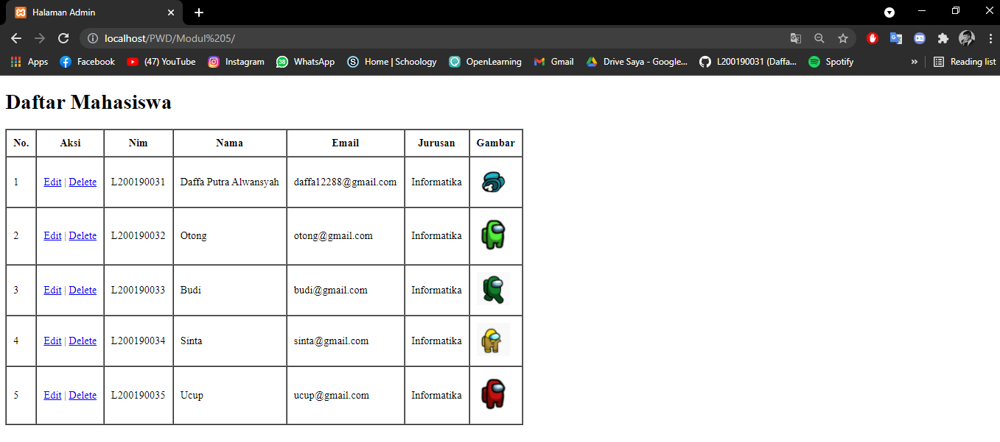 Halaman Admin
localhost/PWD/Modul%205/
Apps Facebook (47) YouTube Instagram 38 WhatsApp S Home | Schoology OpenLearning Gmail Drive Saya - Google... L200190031 (Daffa... Spotify » Reading list
Daftar Mahasiswa
No. Aksi Nim Nama Email Jurusan Gambar
1 Edit | Delete L200190031 Daffa Putra Alwansyah daffa12288@gmail.com Informatika
2 Edit | Delete L200190032 Otong otong@gmail.com Informatika
3 Edit | Delete L200190033 Budi budi@gmail.com Informatika
4 Edit | Delete L200190034 Sinta sinta@gmail.com Informatika
5 Edit | Delete L200190035 Ucup ucup@gmail.com Informatika